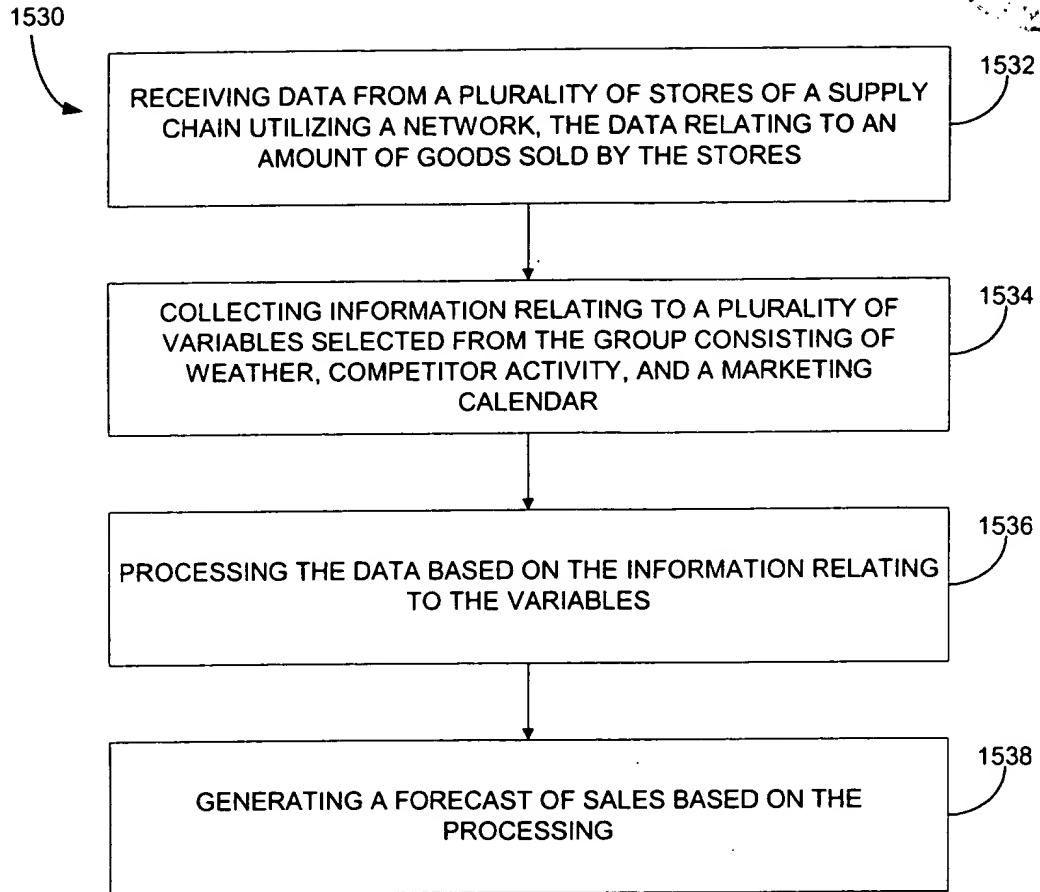 1530
1532
RECEIVING DATA FROM A PLURALITY OF STORES OF A SUPPLY
CHAIN UTILIZING A NETWORK, THE DATA RELATING TO AN
AMOUNT OF GOODS SOLD BY THE STORES
1534
COLLECTING INFORMATION RELATING TO A PLURALITY OF
VARIABLES SELECTED FROM THE GROUP CONSISTING OF
WEATHER, COMPETITOR ACTIVITY, AND A MARKETING
CALENDAR
1536
PROCESSING THE DATA BASED ON THE INFORMATION RELATING
TO THE VARIABLES
1538
GENERATING A FORECAST OF SALES BASED ON THE
PROCESSING